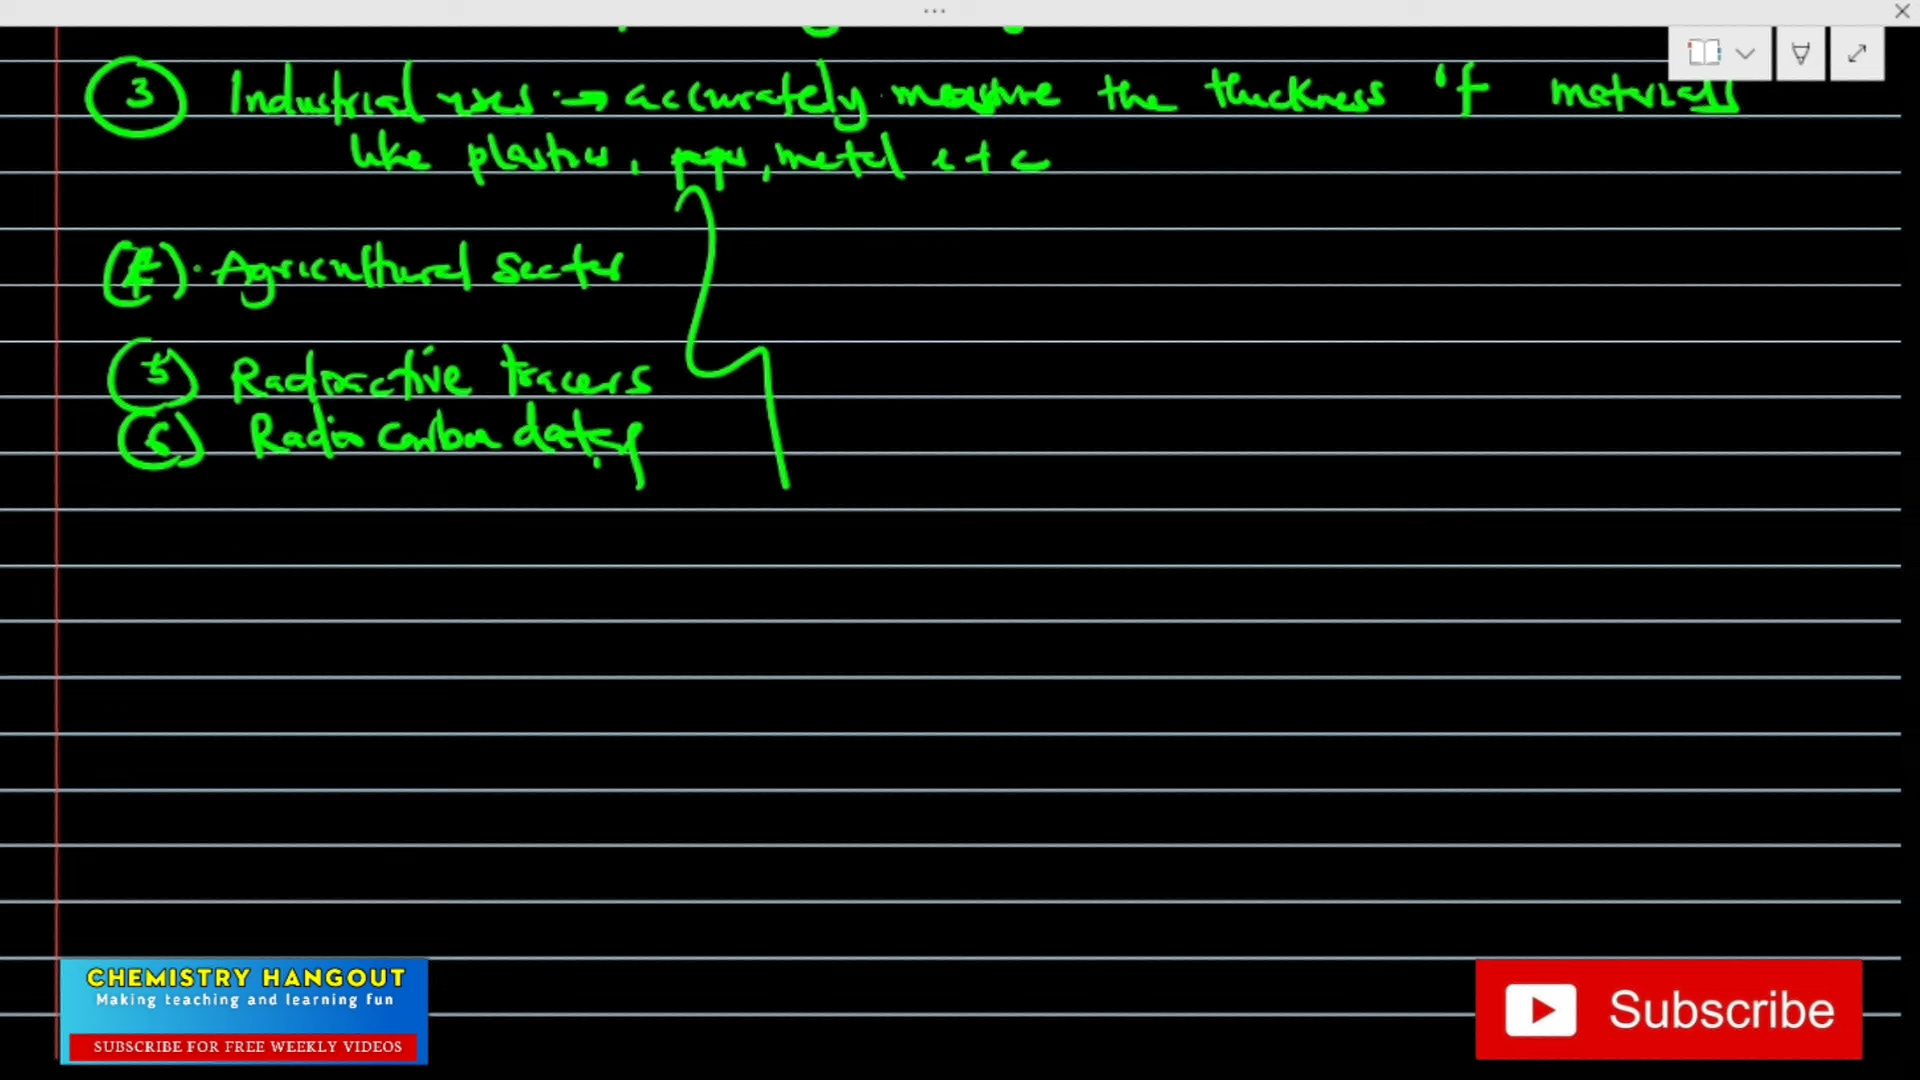 3 Industrial uses → accurately measure the thickness of materials
like plastics, paper, metal etc
(4). Agricultural sector
5 Radioactive tracers
6 Radio carbon dating
CHEMISTRY HANGOUT
Making teaching and learning fun
SUBSCRIBE FOR FREE WEEKLY VIDEOS
Subscribe